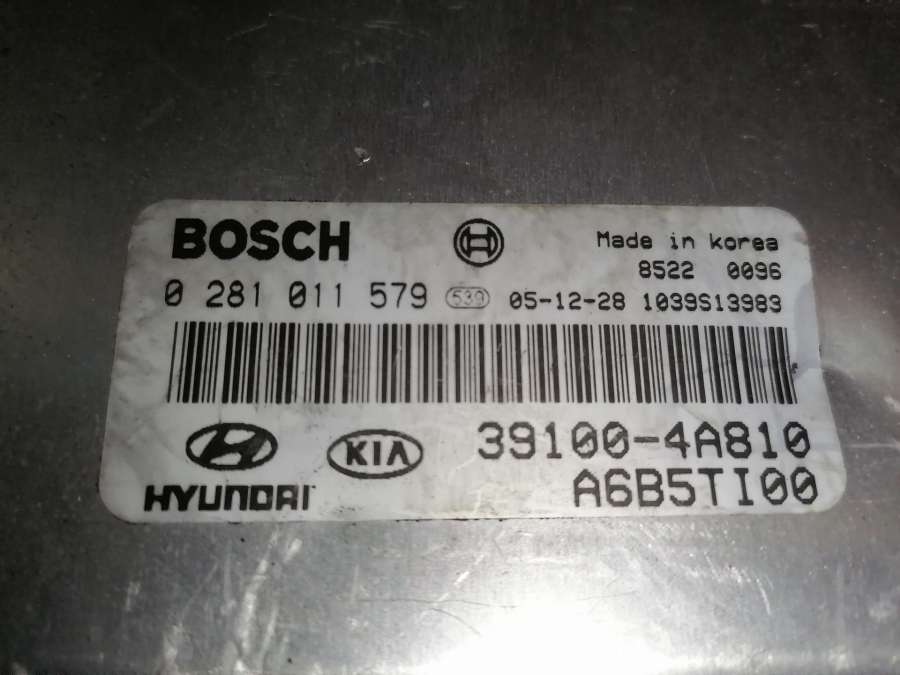 BOSCH
Made in korea
8522 0096
0 281 011 579 539 05-12-28 1039S13983
HYUNDAI KIA
39100-4A810
A6B5TI00